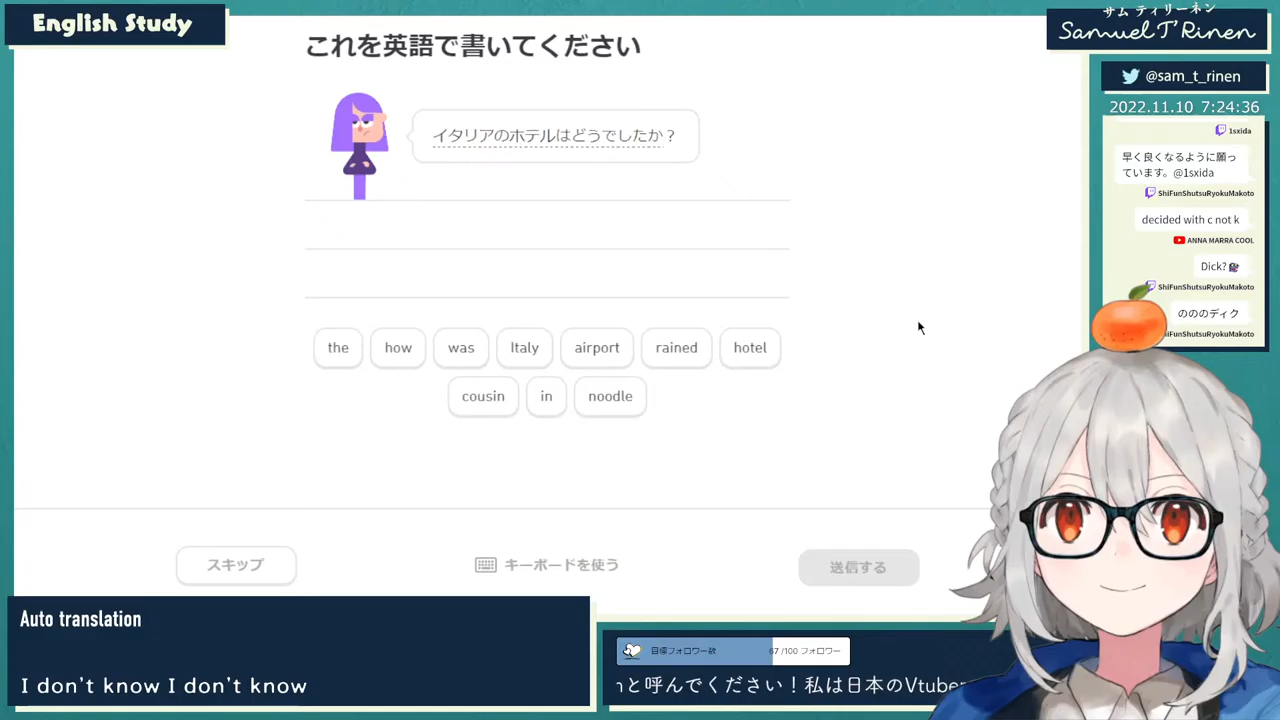 English Study
これを英語で書いてください
イタリアのホテルはどうでしたか？
the how was Italy airport rained hotel
cousin in noodle
スキップ
キーボードを使う
送信する
Auto translation
I don't know I don't know
サム ティリーネン
Samuel T'Rinen
@sam_t_rinen
2022.11.10 7:24:36
1sxida
早く良くなるように願っ
ています。@1sxida
ShiFunShutsuRyokuMakoto
decided with c not k
ANNA MARRA COOL
Dick?
ShiFunShutsuRyokuMakoto
のののディク
iFunShutsuRyokuMakoto
目標フォロワー数
67 /100 フォロワー
と呼んでください！私は日本のVtuber